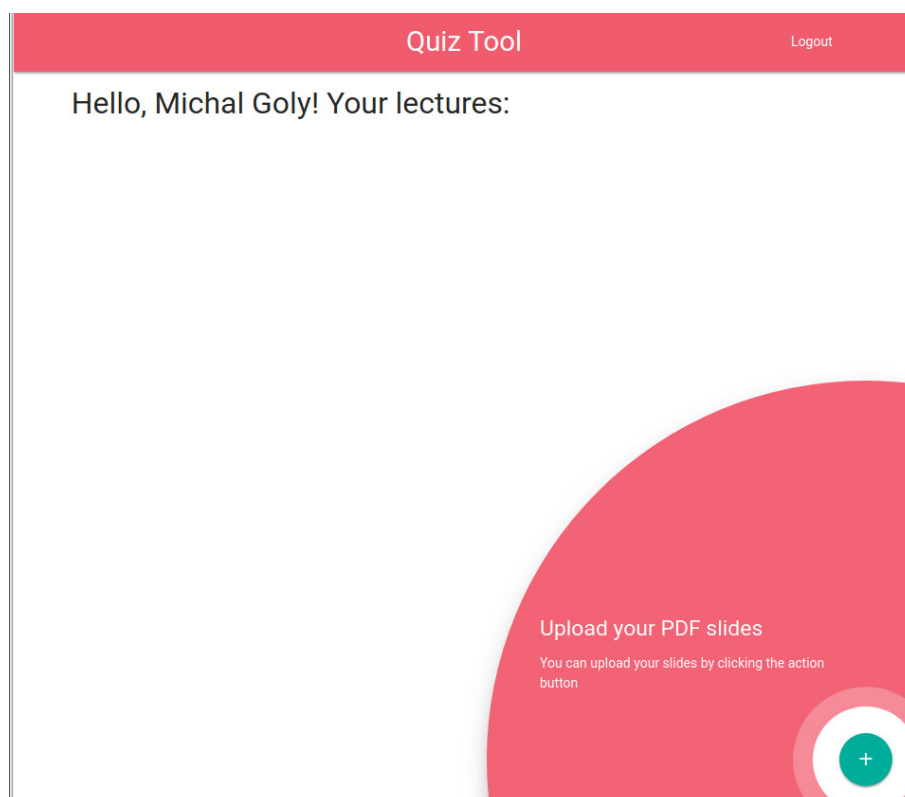 Quiz Tool
Logout
Hello, Michal Goly! Your lectures:
Upload your PDF slides
You can upload your slides by clicking the action
button
+